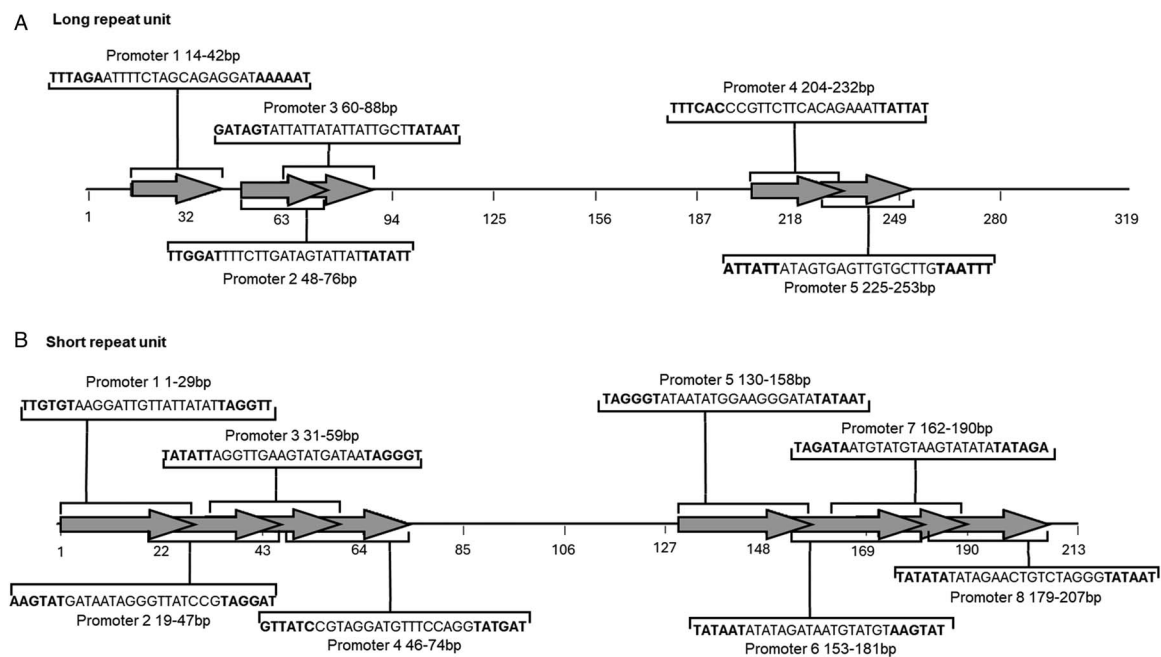 A Long repeat unit
Promoter 1 14-42bp
TTTAGAATTTTCTAGCAGAGGATAAAAAT
Promoter 3 60-88bp
GATAGTATTATTATATTATTGCTTATAAT
Promoter 4 204-232bp
TTTCACCCGTTCTTCACAGAAATTATTAT
1 32 63 94 125 156 187 218 249 280 319
TTGGATTTTCTTGATAGTATTATTATATT
Promoter 2 48-76bp
ATTATTATAGTGAGTTGTGCTTGTAATTT
Promoter 5 225-253bp
B Short repeat unit
Promoter 1 1-29bp
TTGTGTAAGGATTGTTATTATATTAGGTT
Promoter 3 31-59bp
TATATTAGGTTGAAGTATGATAATAGGGT
Promoter 5 130-158bp
TAGGGTATAATATGGAAGGGATATATAAT
Promoter 7 162-190bp
TAGATAATGTATGTAAGTATATATATAGA
1 22 43 64 85 106 127 148 169 190 213
AAGTATGATAATAGGGTTATCCGTAGGAT
Promoter 2 19-47bp
GTTATCCGTAGGATGTTTCCAGGTATGAT
Promoter 4 46-74bp
TATAATATATAGATAATGTATGTAAGTAT
Promoter 6 153-181bp
TATATATATAGAACTGTCTAGGGTATAAT
Promoter 8 179-207bp